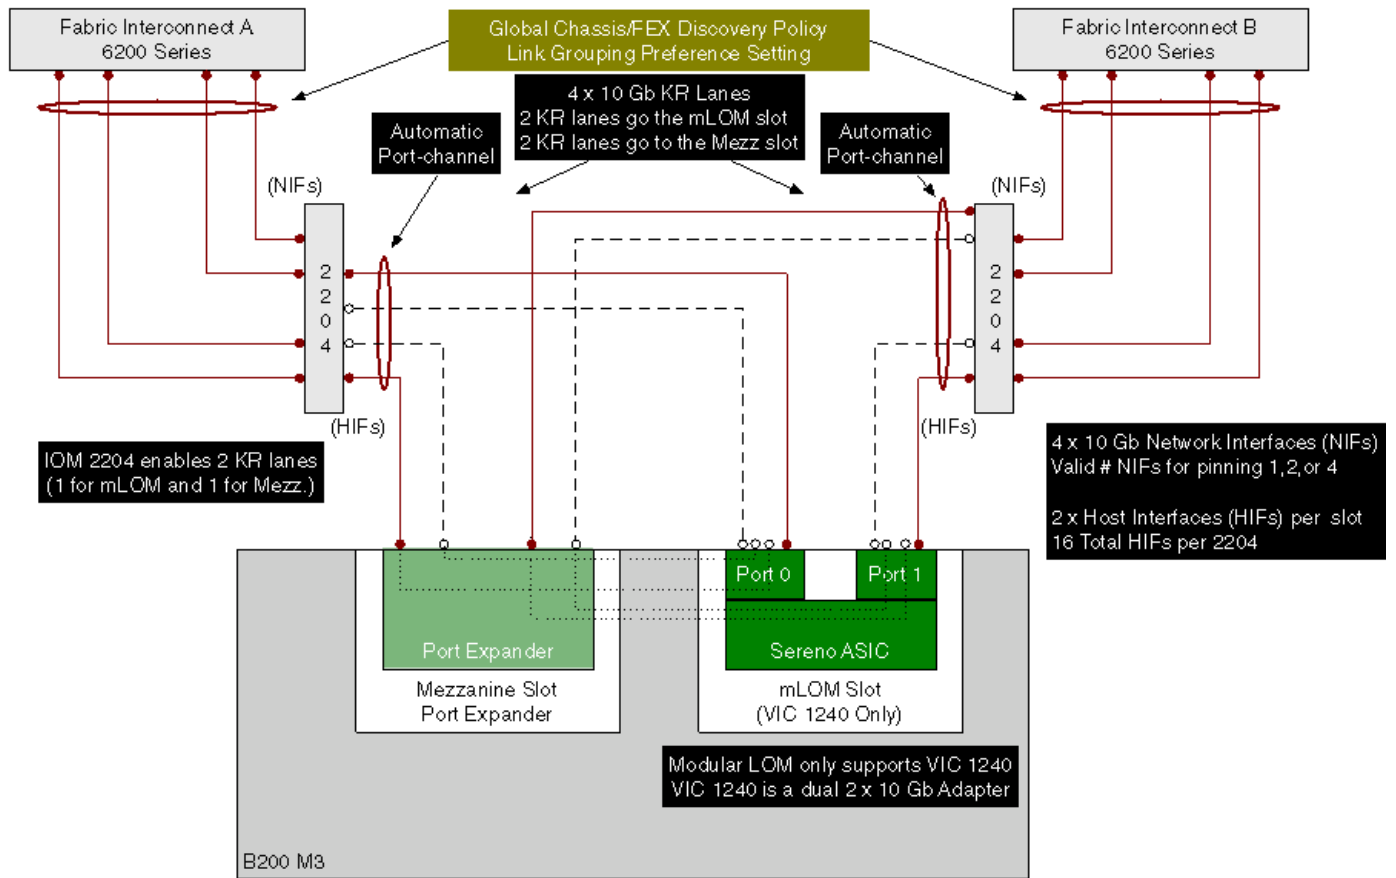 Fabric Interconnect A
6200 Series
Global Chassis/FEX Discovery Policy
Link Grouping Preference Setting
Fabric Interconnect B
6200 Series
4 x 10 Gb KR Lanes
2 KR lanes go the mLOM slot
2 KR lanes go to the Mezz slot
Automatic
Port-channel
Automatic
Port-channel
(NIFs)
(NIFs)
2
2
0
4
2
2
0
4
(HIFs)
(HIFs)
IOM 2204 enables 2 KR lanes
(1 for mLOM and 1 for Mezz.)
4 x 10 Gb Network Interfaces (NIFs)
Valid # NIFs for pinning 1,2,or 4
2 x Host Interfaces (HIFs) per slot
16 Total HIFs per 2204
Port 0
Port 1
Port Expander
Sereno ASIC
Mezzanine Slot
Port Expander
mLOM Slot
(VIC 1240 Only)
Modular LOM only supports VIC 1240
VIC 1240 is a dual 2 x 10 Gb Adapter
B200 M3